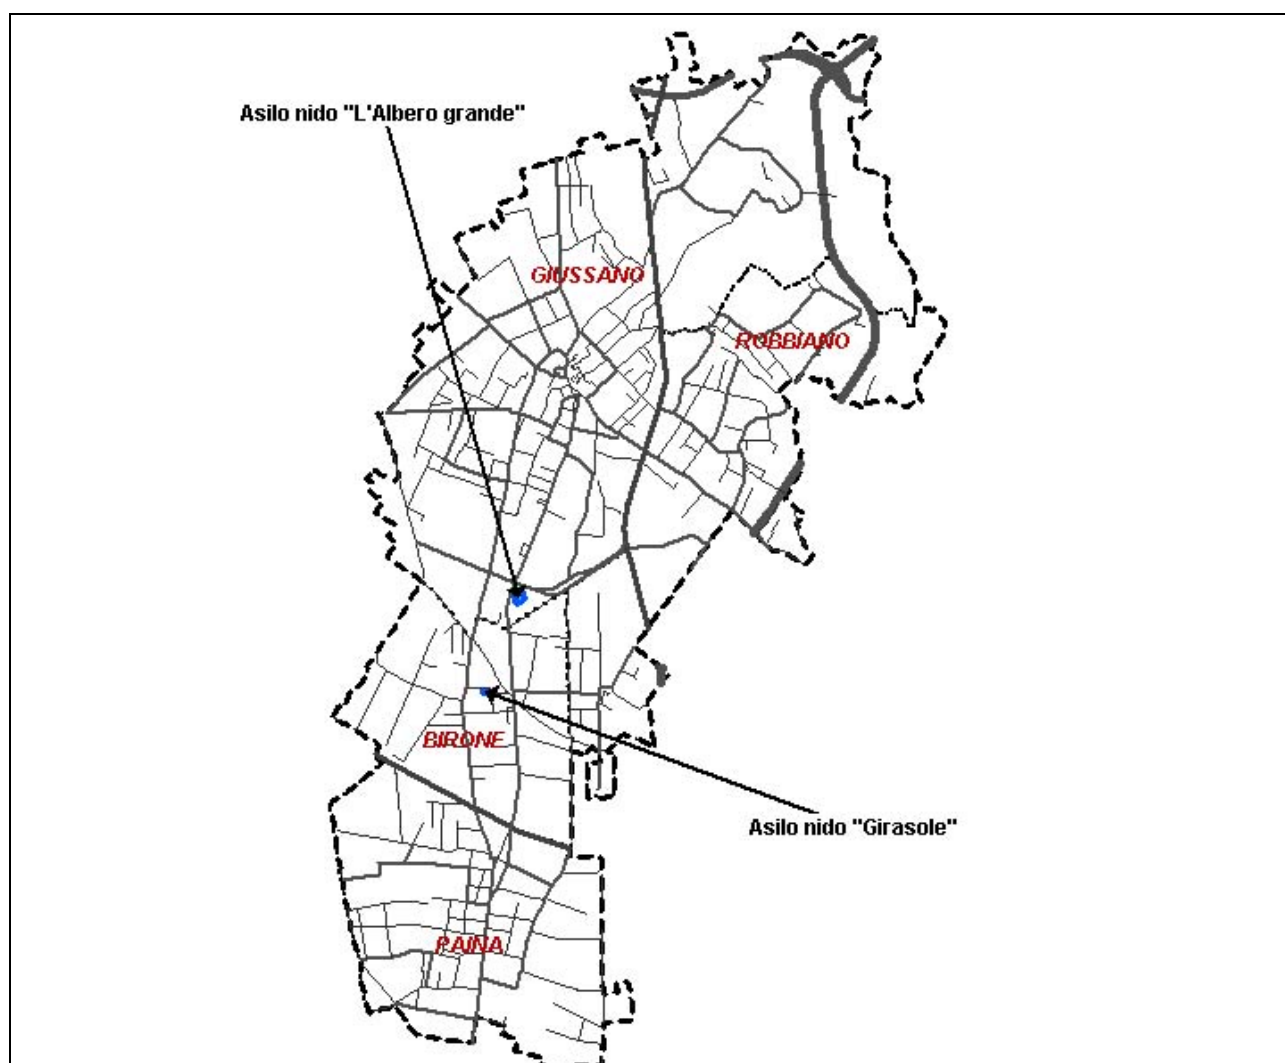 Asilo nido "L'Albero grande"
GIUSSANO
ROBBIANO
BIRONE
Asilo nido "Girasole"
PAINA